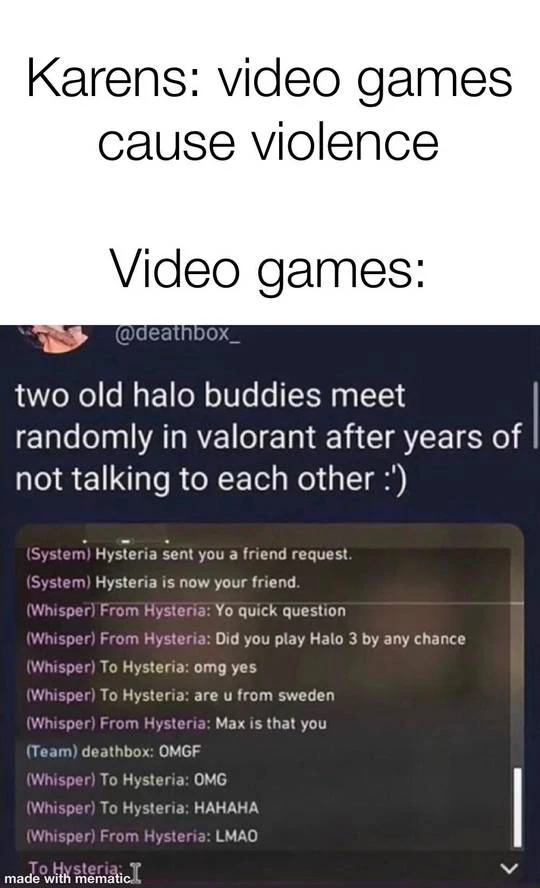 Karens: video games
cause violence
Video games:
@deathbox_
two old halo buddies meet
randomly in valorant after years of
not talking to each other :')
(System) Hysteria sent you a friend request.
(System) Hysteria is now your friend.
(Whisper) From Hysteria: Yo quick question
(Whisper) From Hysteria: Did you play Halo 3 by any chance
(Whisper) To Hysteria: omg yes
(Whisper) To Hysteria: are u from sweden
(Whisper) From Hysteria: Max is that you
(Team) deathbox: OMGF
(Whisper) To Hysteria: OMG
(Whisper) To Hysteria: HAHAHA
(Whisper) From Hysteria: LMAO
To Hysteria:
made with mematic